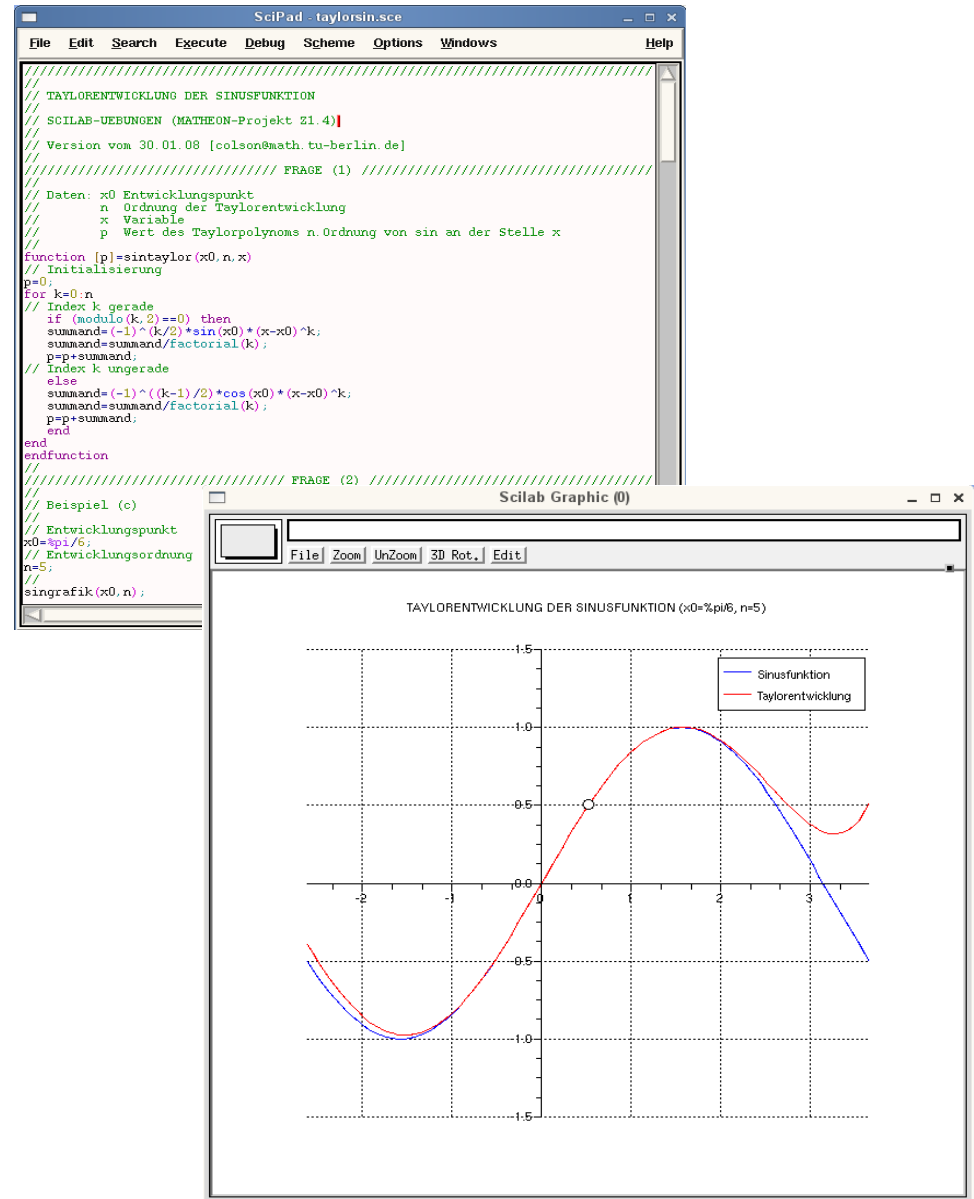 SciPad - taylorsin.sce
File Edit Search Execute Debug Scheme Options Windows Help
////////////////////////////////////////////////////////////////////////////////////
//
// TAYLORENTWICKLUNG DER SINUSFUNKTION
//
// SCILAB-UEBUNGEN (MATHEON-Projekt Z1.4)
//
// Version vom 30.01.08 [colson@math.tu-berlin.de]
//
///////////////////////////////// FRAGE (1) //////////////////////////////////////
//
// Daten: x0 Entwicklungspunkt
// n Ordnung der Taylorentwicklung
// x Variable
// p Wert des Taylorpolynoms n.Ordnung von sin an der Stelle x
//
function [p]=sintaylor(x0,n,x)
// Initialisierung
p=0;
for k=0:n
// Index k gerade
if (modulo(k,2)==0) then
summand=(-1)^(k/2)*sin(x0)*(x-x0)^k;
summand=summand/factorial(k);
p=p+summand;
// Index k ungerade
else
summand=(-1)^((k-1)/2)*cos(x0)*(x-x0)^k;
summand=summand/factorial(k);
p=p+summand;
end
end
endfunction
//
////////////////////////////////// FRAGE (2) /////////////////////////////////////
//
// Beispiel (c)
//
// Entwicklungspunkt
x0=%pi/6;
// Entwicklungsordnung
n=5;
//
singrafik(x0,n);
Scilab Graphic (0)
File Zoom UnZoom 3D Rot. Edit
TAYLORENTWICKLUNG DER SINUSFUNKTION (x0=%pi/6, n=5)
1.5
Sinusfunktion
Taylorentwicklung
1.0
0.5
0.0
-2 -1 0 1 2 3
-0.5
-1.0
-1.5